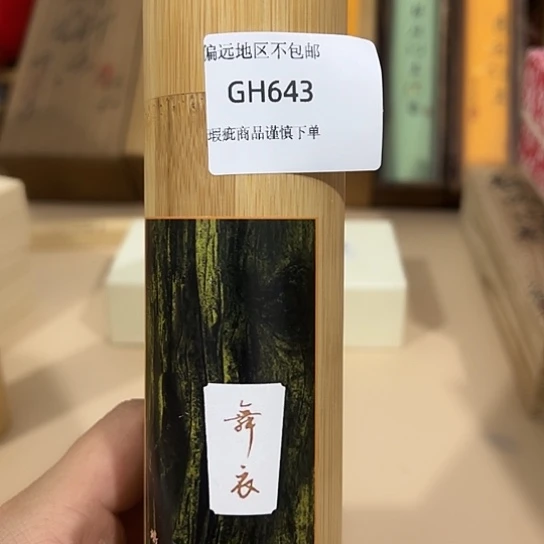 偏远地区不包邮
GH643
瑕疵商品谨慎下单
舞
衣